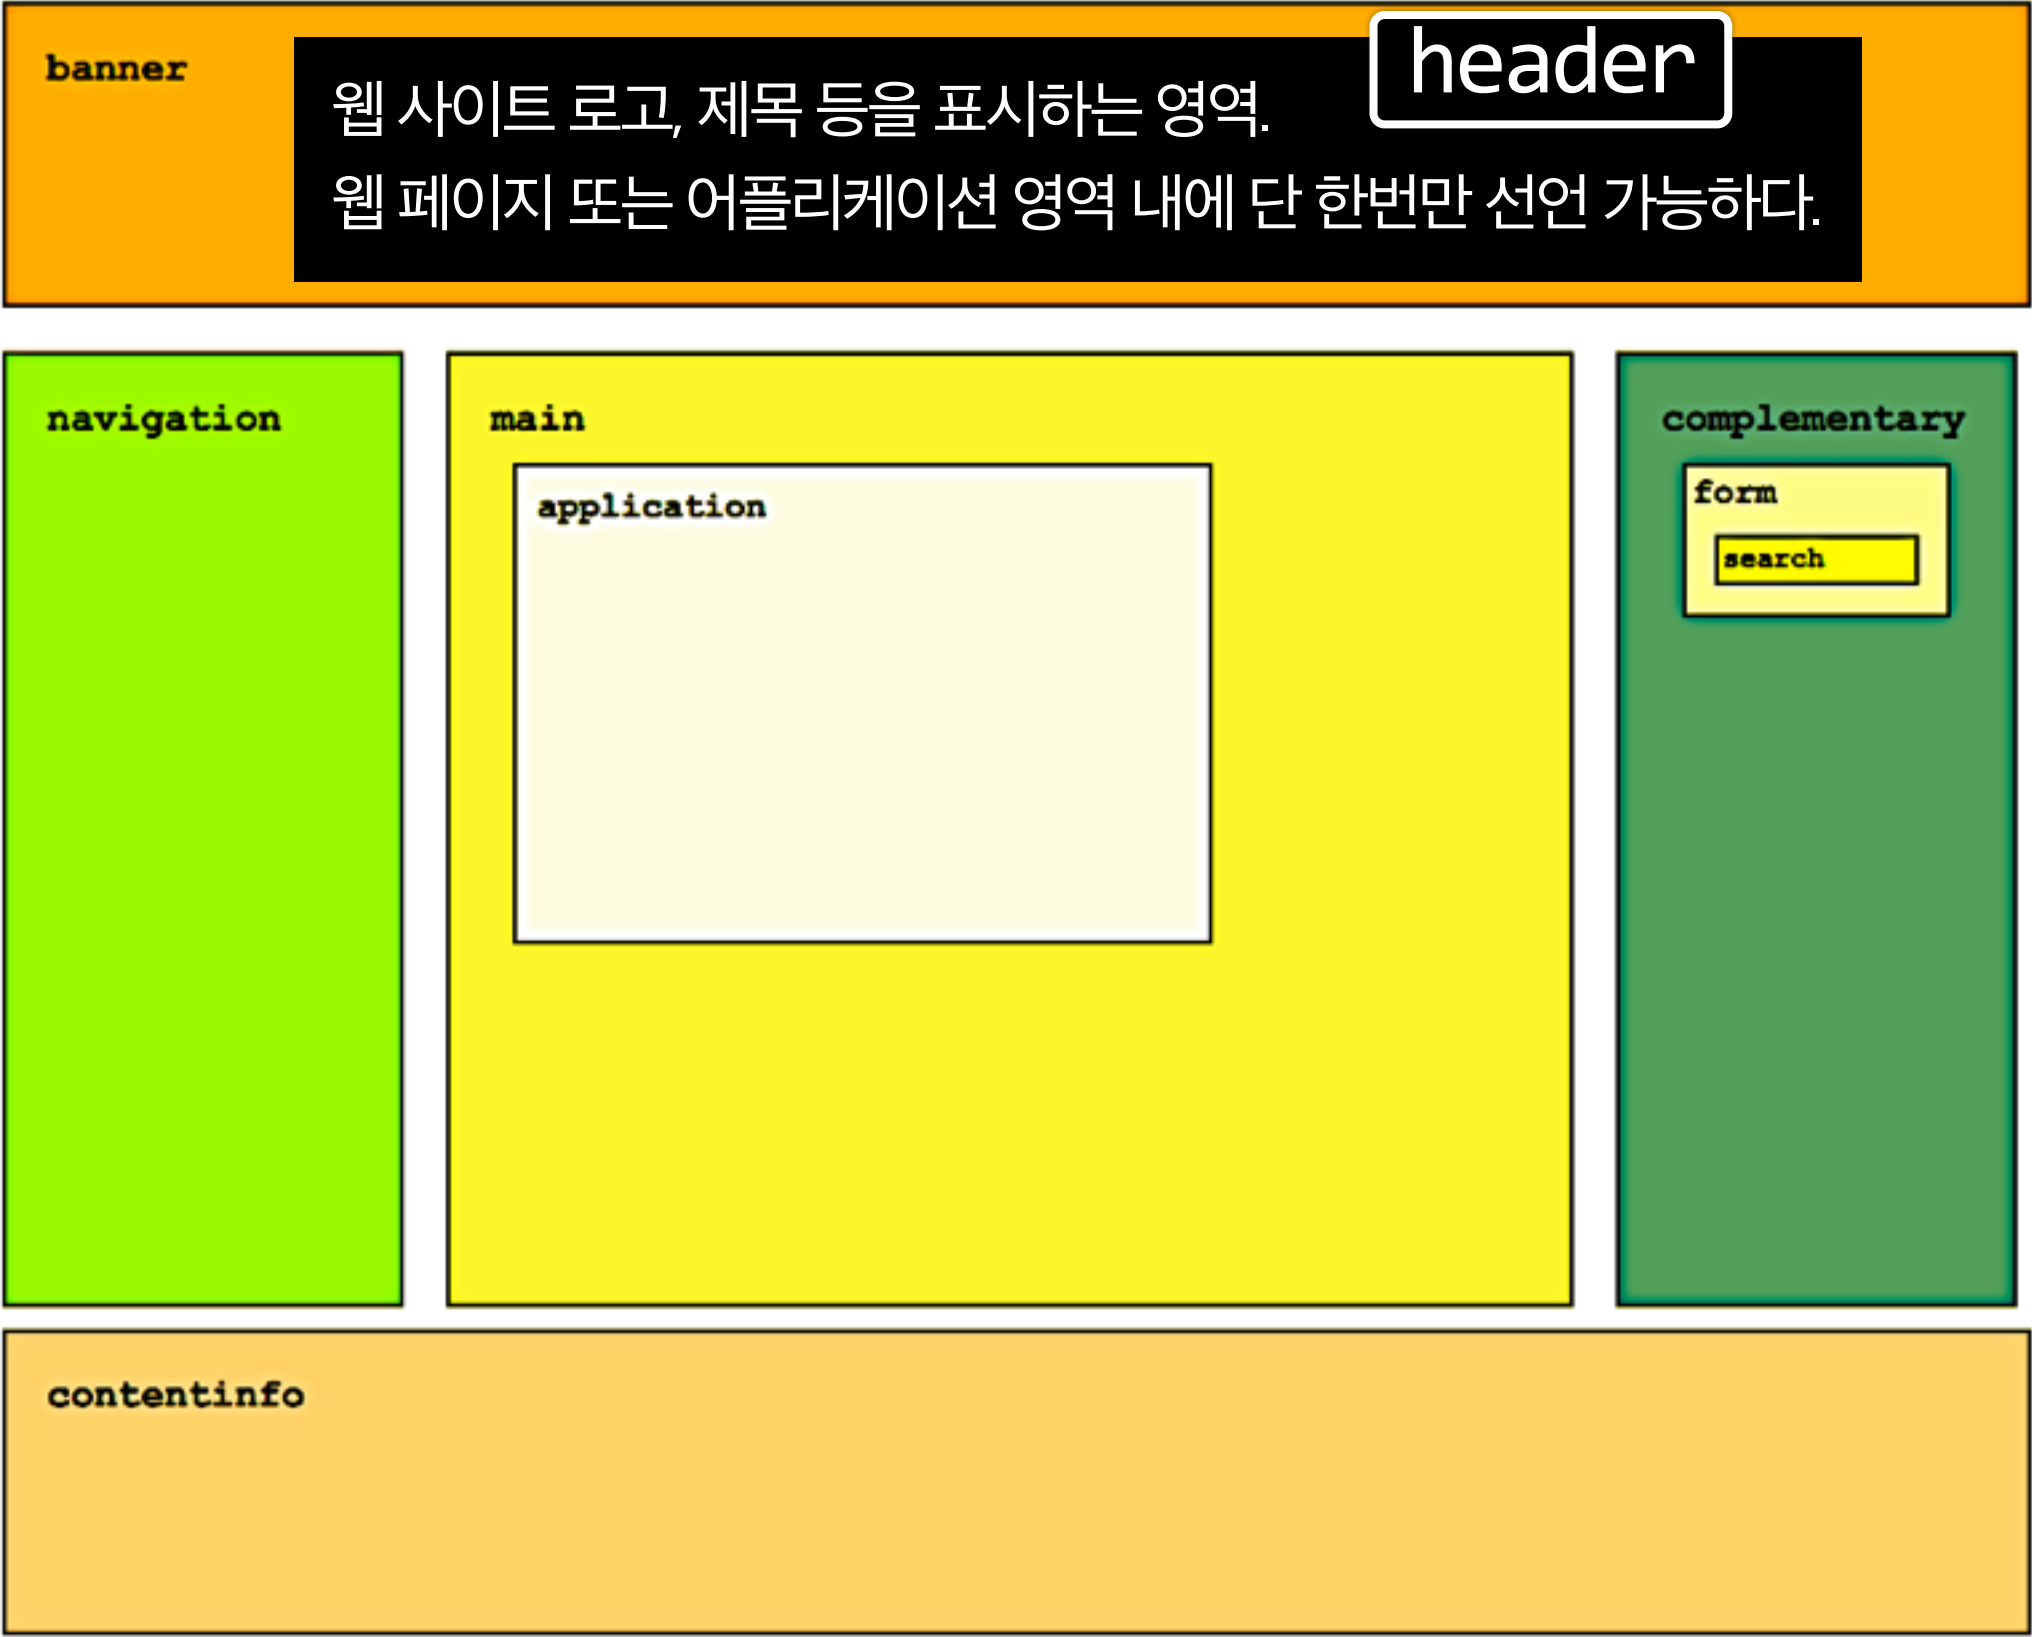 banner
header
웹 사이트 로고, 제목 등을 표시하는 영역.
웹 페이지 또는 어플리케이션 영역 내에 단 한번만 선언 가능하다.
navigation
main
application
complementary
form
search
contentinfo